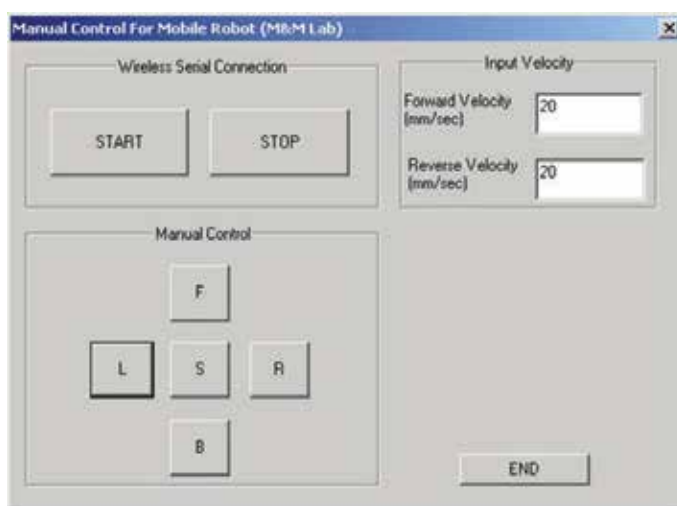 Manual Control For Mobile Robot (M&M Lab)
Wireless Serial Connection
START
STOP
Input Velocity
Forward Velocity
(mm/sec)
20
Reverse Velocity
(mm/sec)
20
Manual Control
F
L
S
R
B
END